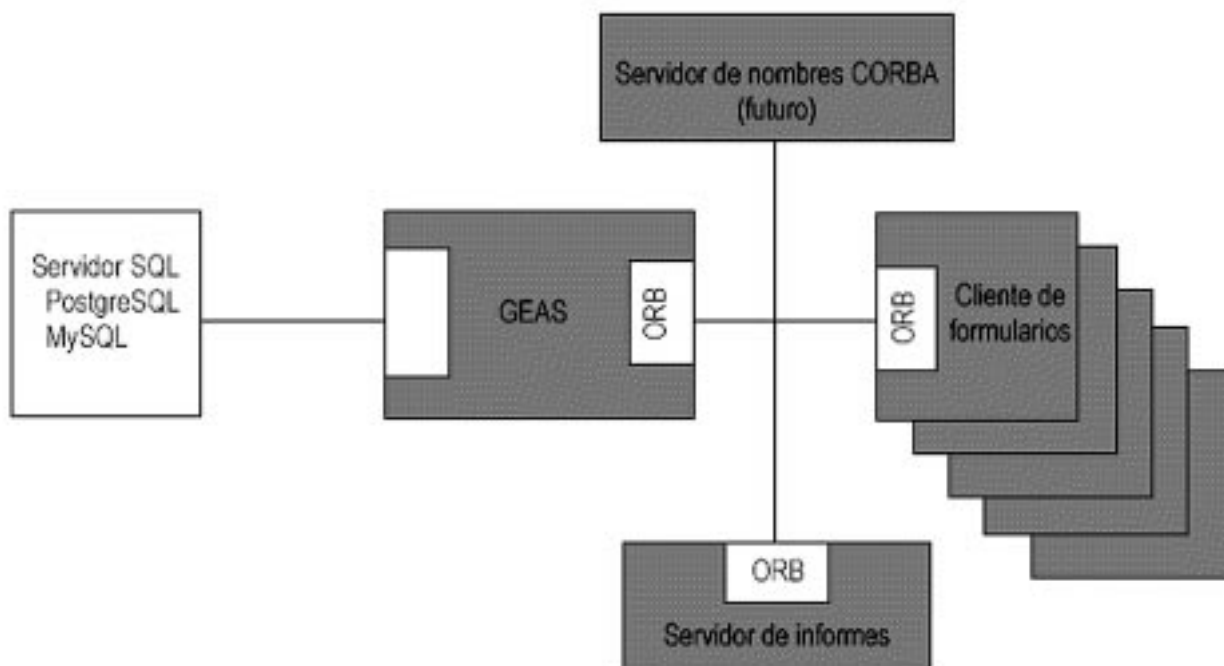 Servidor de nombres CORBA
(futuro)
Servidor SQL
PostgreSQL
MySQL
GEAS
ORB
ORB
Cliente de
formularios
ORB
Servidor de informes